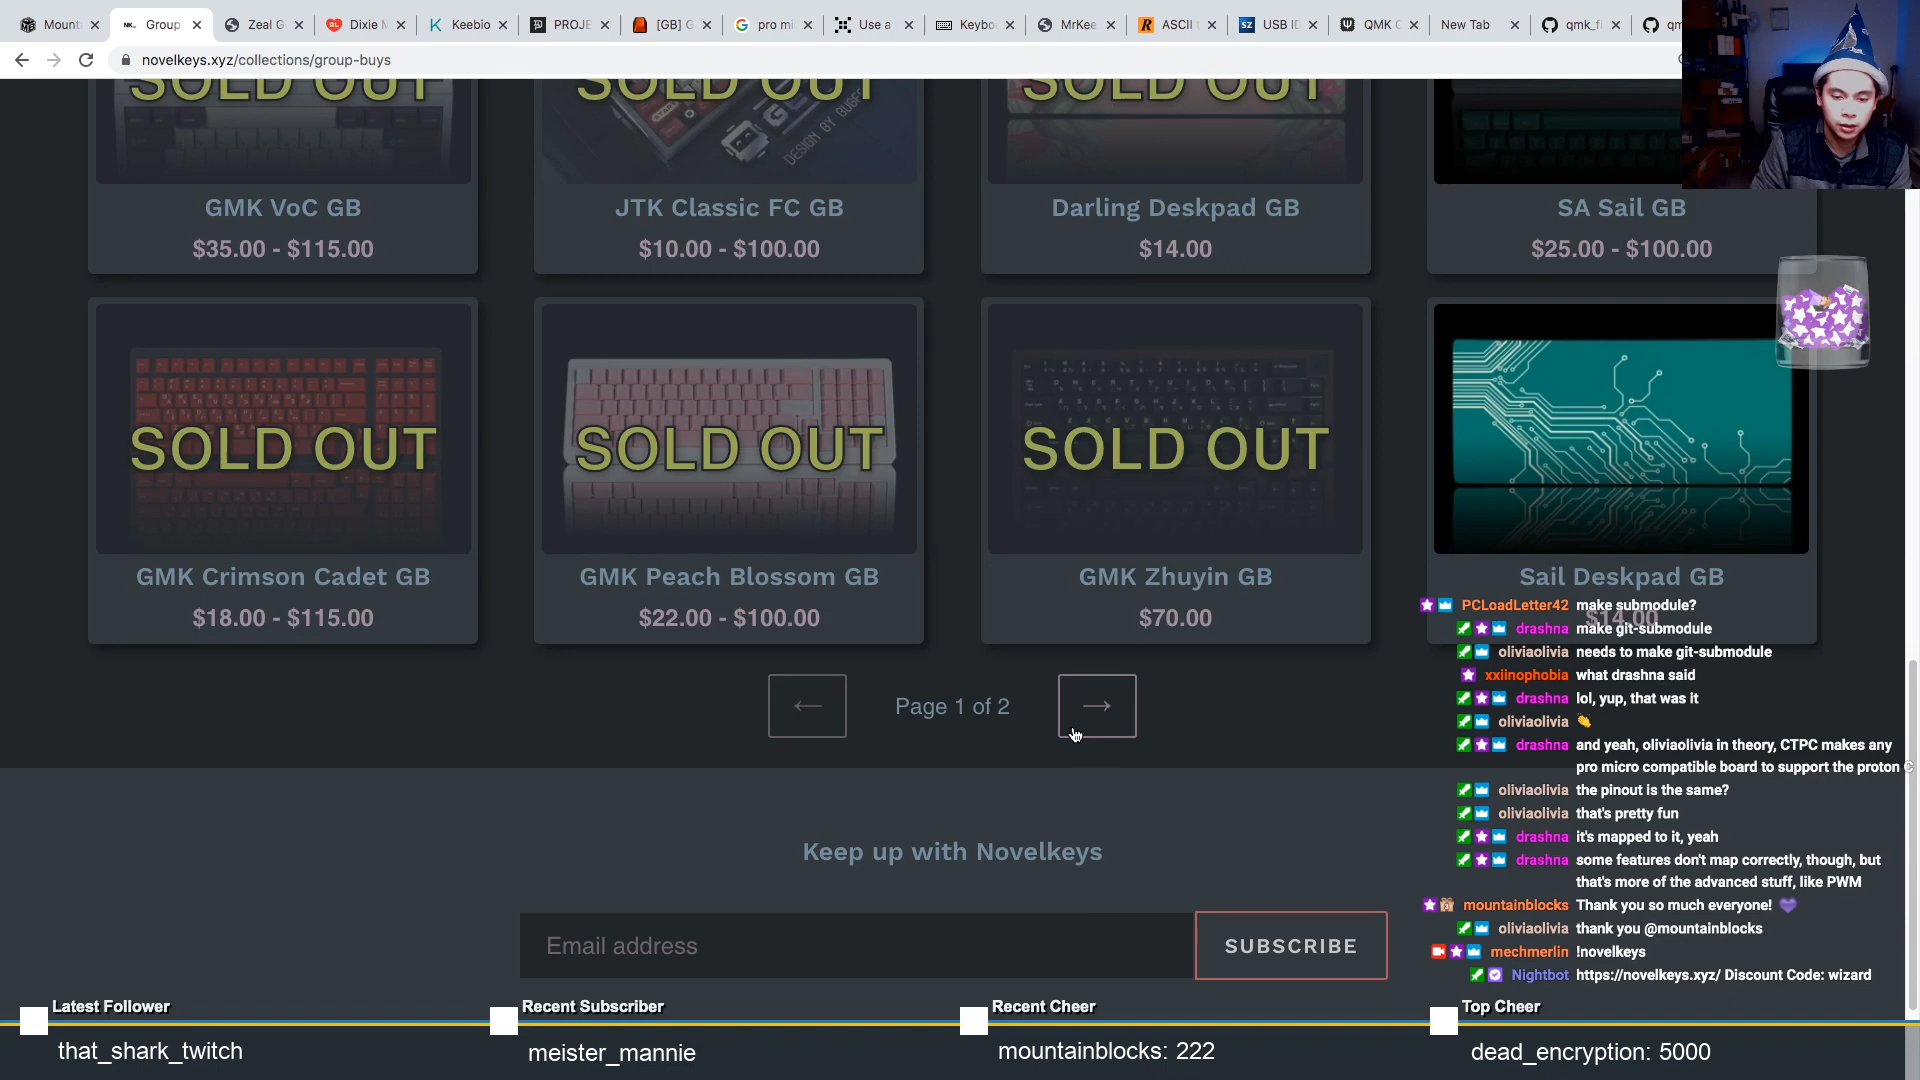 Mounta
Group
Zeal G
Dixie M
Keebio
PROJE
[GB] G
pro mi
Use a
Keybo
MrKee
ASCII t
USB ID
QMK C
New Tab
qmk_fi
qm
novelkeys.xyz/collections/group-buys
SOLD OUT
SOLD OUT
SOLD OUT
DESIGN BY BUGER
GMK VoC GB
JTK Classic FC GB
Darling Deskpad GB
SA Sail GB
$35.00 - $115.00
$10.00 - $100.00
$14.00
$25.00 - $100.00
SOLD OUT
SOLD OUT
SOLD OUT
GMK Crimson Cadet GB
GMK Peach Blossom GB
GMK Zhuyin GB
Sail Deskpad GB
$18.00 - $115.00
$22.00 - $100.00
$70.00
$14.00
Page 1 of 2
Keep up with Novelkeys
Email address
SUBSCRIBE
PCLoadLetter42 make submodule?
drashna make git-submodule
oliviaolivia needs to make git-submodule
xxiinophobia what drashna said
drashna lol, yup, that was it
oliviaolivia 👏
drashna and yeah, oliviaolivia in theory, CTPC makes any
pro micro compatible board to support the proton C
oliviaolivia the pinout is the same?
oliviaolivia that's pretty fun
drashna it's mapped to it, yeah
drashna some features don't map correctly, though, but
that's more of the advanced stuff, like PWM
mountainblocks Thank you so much everyone! 💜
oliviaolivia thank you @mountainblocks
mechmerlin !novelkeys
Nightbot https://novelkeys.xyz/ Discount Code: wizard
Latest Follower
that_shark_twitch
Recent Subscriber
meister_mannie
Recent Cheer
mountainblocks: 222
Top Cheer
dead_encryption: 5000